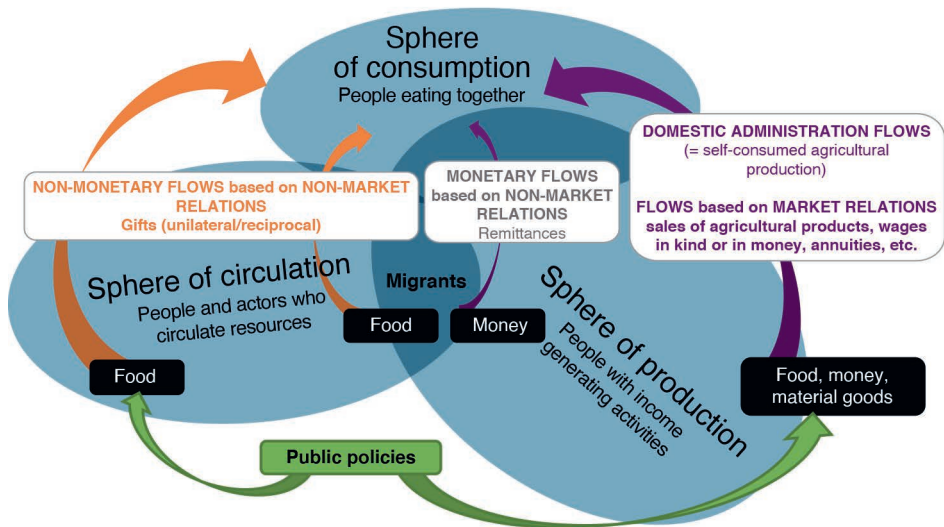 Sphere
of consumption
People eating together
DOMESTIC ADMINISTRATION FLOWS
(= self-consumed agricultural
production)
FLOWS based on MARKET RELATIONS
sales of agricultural products, wages
in kind or in money, annuities, etc.
NON-MONETARY FLOWS based on NON-MARKET
RELATIONS
Gifts (unilateral/reciprocal)
MONETARY FLOWS
based on NON-MARKET
RELATIONS
Remittances
Sphere of circulation
People and actors who
circulate resources
Migrants
Food
Money
Sphere of production
People with income
generating activities
Food
Food, money,
material goods
Public policies